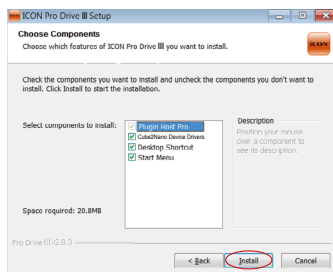 ICON Pro Drive III Setup
Choose Components
Choose which features of ICON Pro Drive III you want to install.
ICON
Check the components you want to install and uncheck the components you don't want to
install. Click Install to start the installation.
Select components to install:
Plugin Host Pro
Cube2Nano Device Drivers
Desktop Shortcut
Start Menu
Description
Position your mouse
over a component to
see its description.
Space required: 20.8MB
Pro Drive III v2.8.3
< Back
Install
Cancel